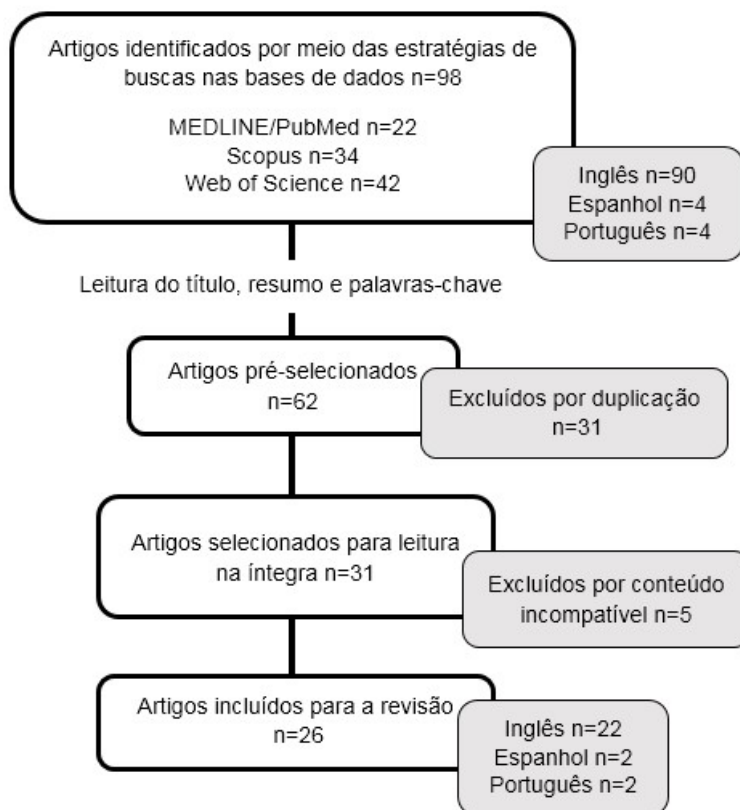 Artigos identificados por meio das estratégias de
buscas nas bases de dados n=98
MEDLINE/PubMed n=22
Scopus n=34
Web of Science n=42
Inglês n=90
Espanhol n=4
Português n=4
Leitura do título, resumo e palavras-chave
Artigos pré-selecionados
n=62
Excluídos por duplicação
n=31
Artigos selecionados para leitura
na íntegra n=31
Excluídos por conteúdo
incompatível n=5
Artigos incluídos para a revisão
n=26
Inglês n=22
Espanhol n=2
Português n=2